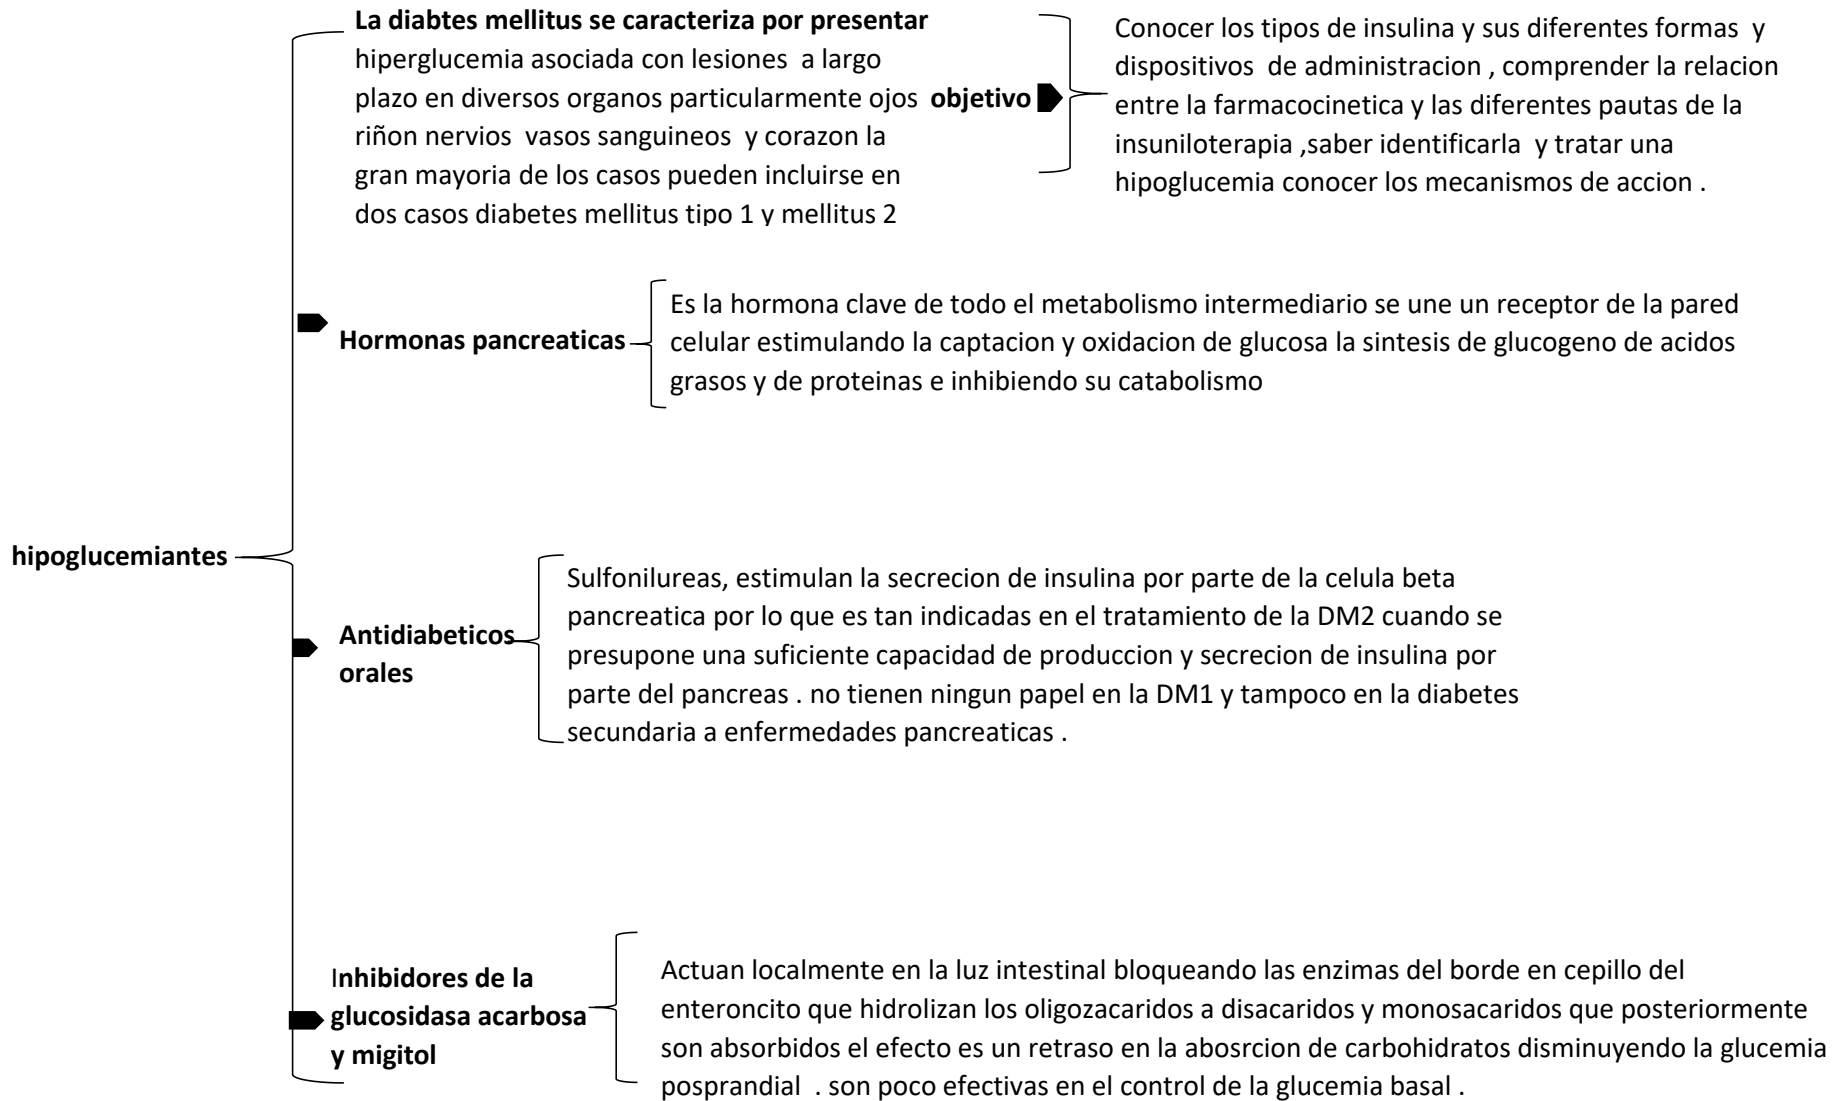 La diabtes mellitus se caracteriza por presentar
hiperglucemia asociada con lesiones a largo
plazo en diversos organos particularmente ojos
riñon nervios vasos sanguineos y corazon la
gran mayoria de los casos pueden incluirse en
dos casos diabetes mellitus tipo 1 y mellitus 2
objetivo
Conocer los tipos de insulina y sus diferentes formas y
dispositivos de administracion , comprender la relacion
entre la farmacocinetica y las diferentes pautas de la
insuniloterapia ,saber identificarla y tratar una
hipoglucemia conocer los mecanismos de accion .
Hormonas pancreaticas
Es la hormona clave de todo el metabolismo intermediario se une un receptor de la pared
celular estimulando la captacion y oxidacion de glucosa la sintesis de glucogeno de acidos
grasos y de proteinas e inhibiendo su catabolismo
hipoglucemiantes
Antidiabeticos
orales
Sulfonilureas, estimulan la secrecion de insulina por parte de la celula beta
pancreatica por lo que es tan indicadas en el tratamiento de la DM2 cuando se
presupone una suficiente capacidad de produccion y secrecion de insulina por
parte del pancreas . no tienen ningun papel en la DM1 y tampoco en la diabetes
secundaria a enfermedades pancreaticas .
Inhibidores de la
glucosidasa acarbosa
y migitol
Actuan localmente en la luz intestinal bloqueando las enzimas del borde en cepillo del
enteroncito que hidrolizan los oligozacaridos a disacaridos y monosacaridos que posteriormente
son absorbidos el efecto es un retraso en la abosrcion de carbohidratos disminuyendo la glucemia
posprandial . son poco efectivas en el control de la glucemia basal .